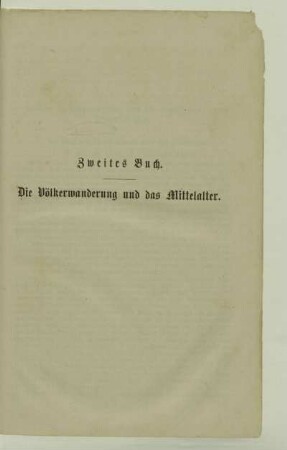 Zweites Buch.
Die Völkerwanderung und das Mittelalter.